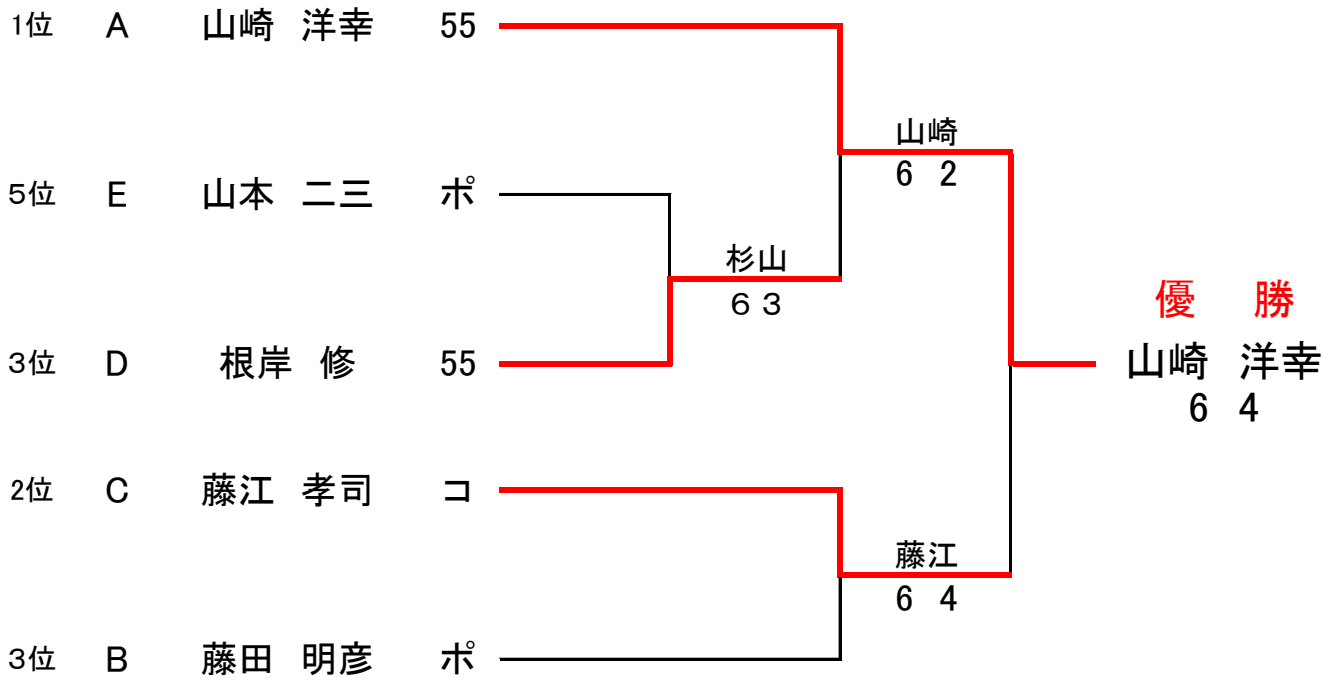 1位 A 山崎 洋幸 55
山崎
6 2
5位 E 山本 二三 ポ
杉山
6 3
優 勝
山崎 洋幸
6 4
3位 D 根岸 修 55
2位 C 藤江 孝司 コ
藤江
6 4
3位 B 藤田 明彦 ポ